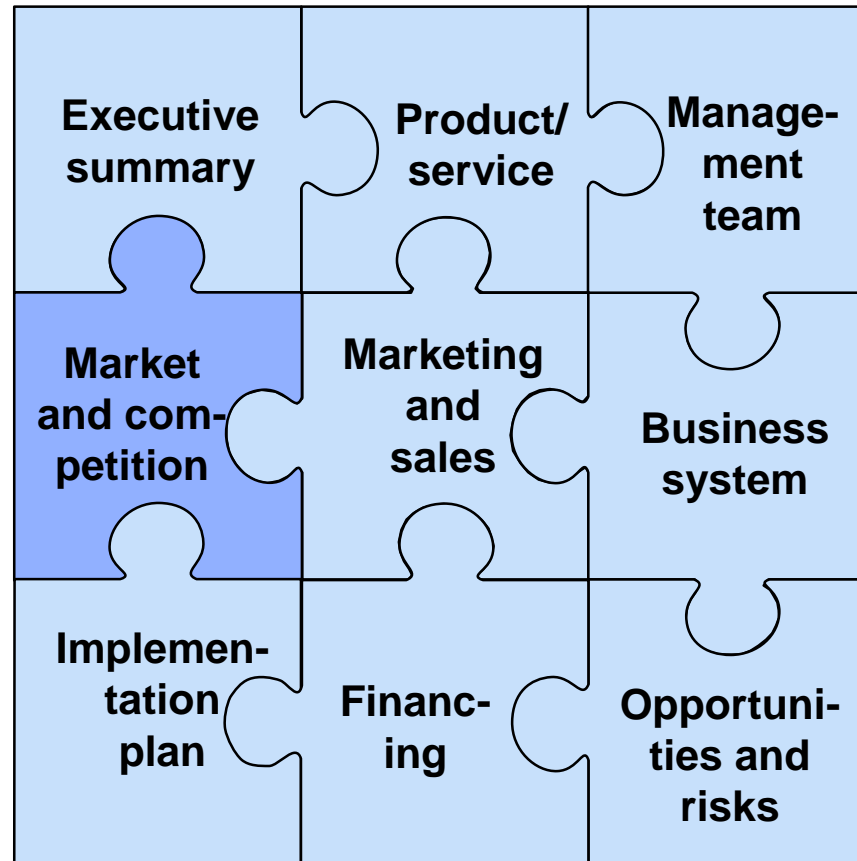 Executive
summary
Product/
service
Manage-
ment
team
Market
and com-
petition
Marketing
and
sales
Business
system
Implemen-
tation
plan
Financ-
ing
Opportuni-
ties and
risks